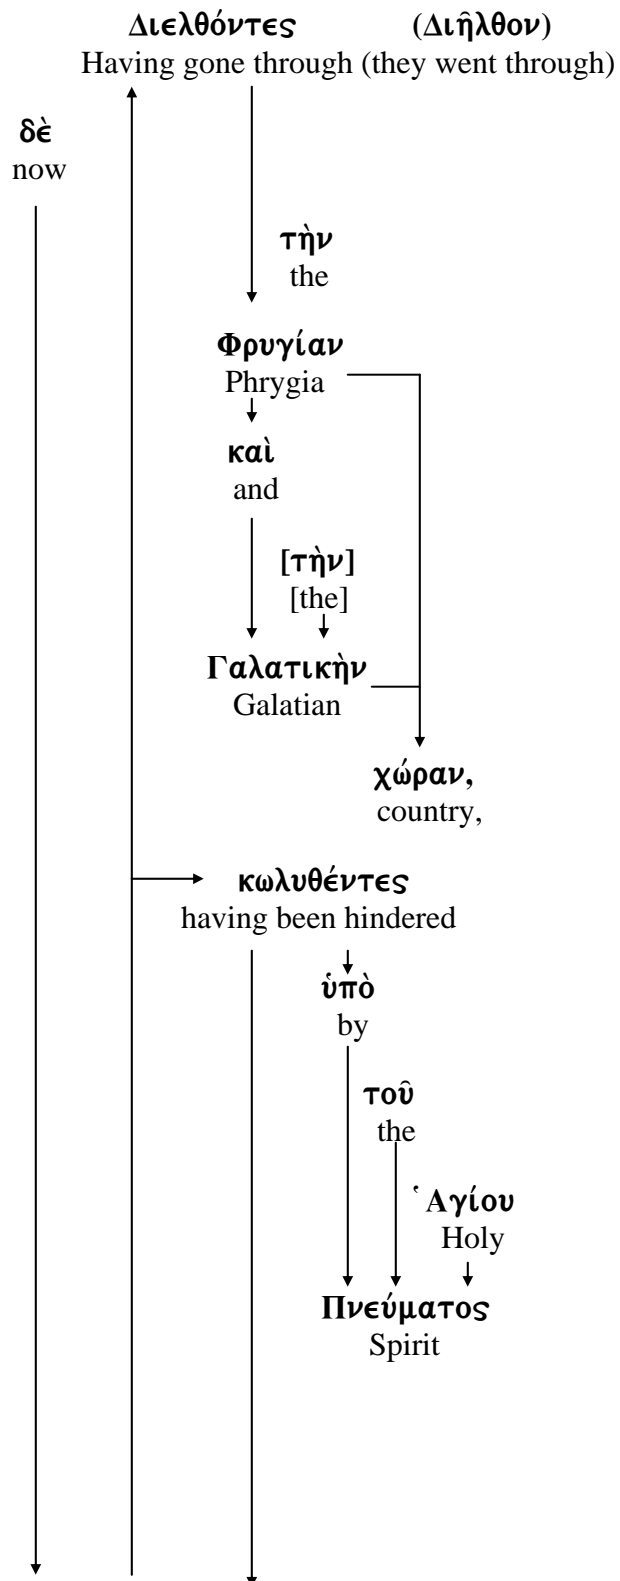 Διελθόντες (Διῆλθον)
Having gone through (they went through)
δὲ
now
τὴν
the
Φρυγίαν
Phrygia
καὶ
and
[τὴν]
[the]
Γαλατικὴν
Galatian
χώραν,
country,
κωλυθέντες
having been hindered
ὑπὸ
by
τοῦ
the
Ἁγίου
Holy
Πνεύματος
Spirit